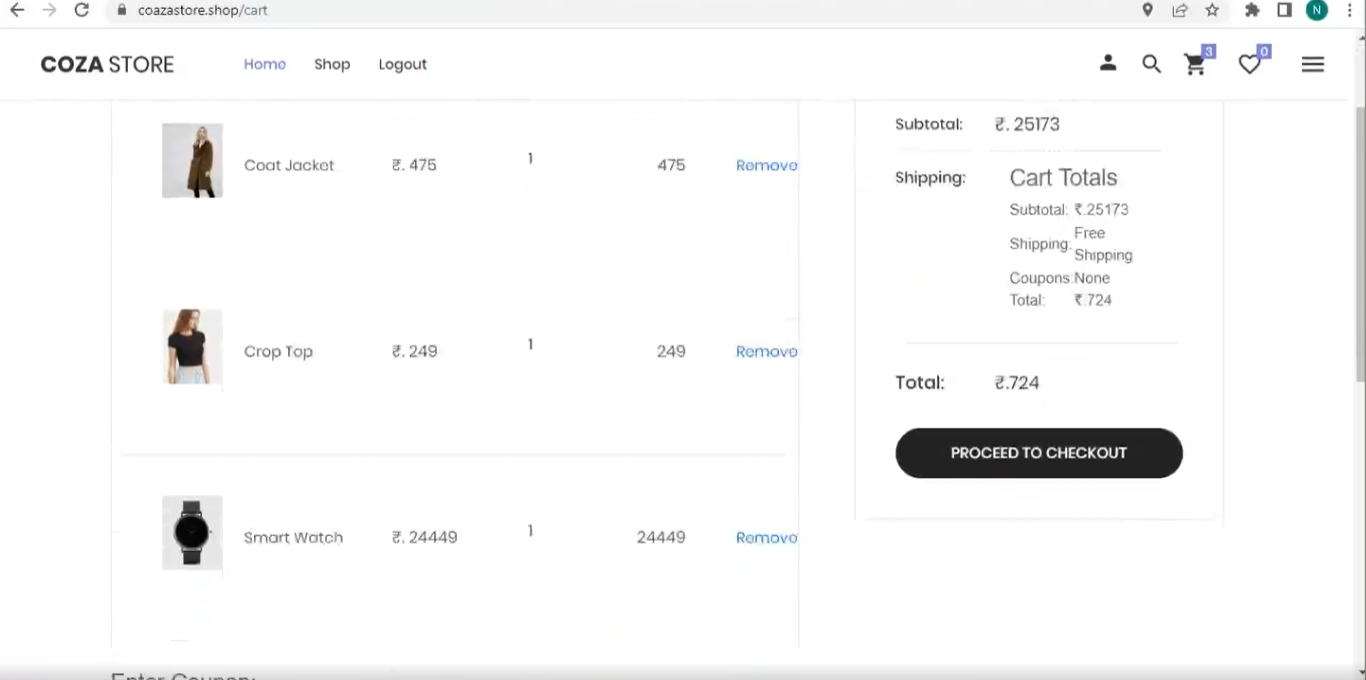 coazastore.shop/cart
N
COZA STORE
Home Shop Logout
3
0
Coat Jacket ₹. 475 1 475 Remove
Crop Top ₹. 249 1 249 Remove
Smart Watch ₹. 24449 1 24449 Remove
Subtotal: ₹. 25173
Shipping:
Cart Totals
Subtotal: ₹.25173
Shipping: Free
Shipping
Coupons: None
Total: ₹.724
Total: ₹.724
PROCEED TO CHECKOUT
Enter Coupon: